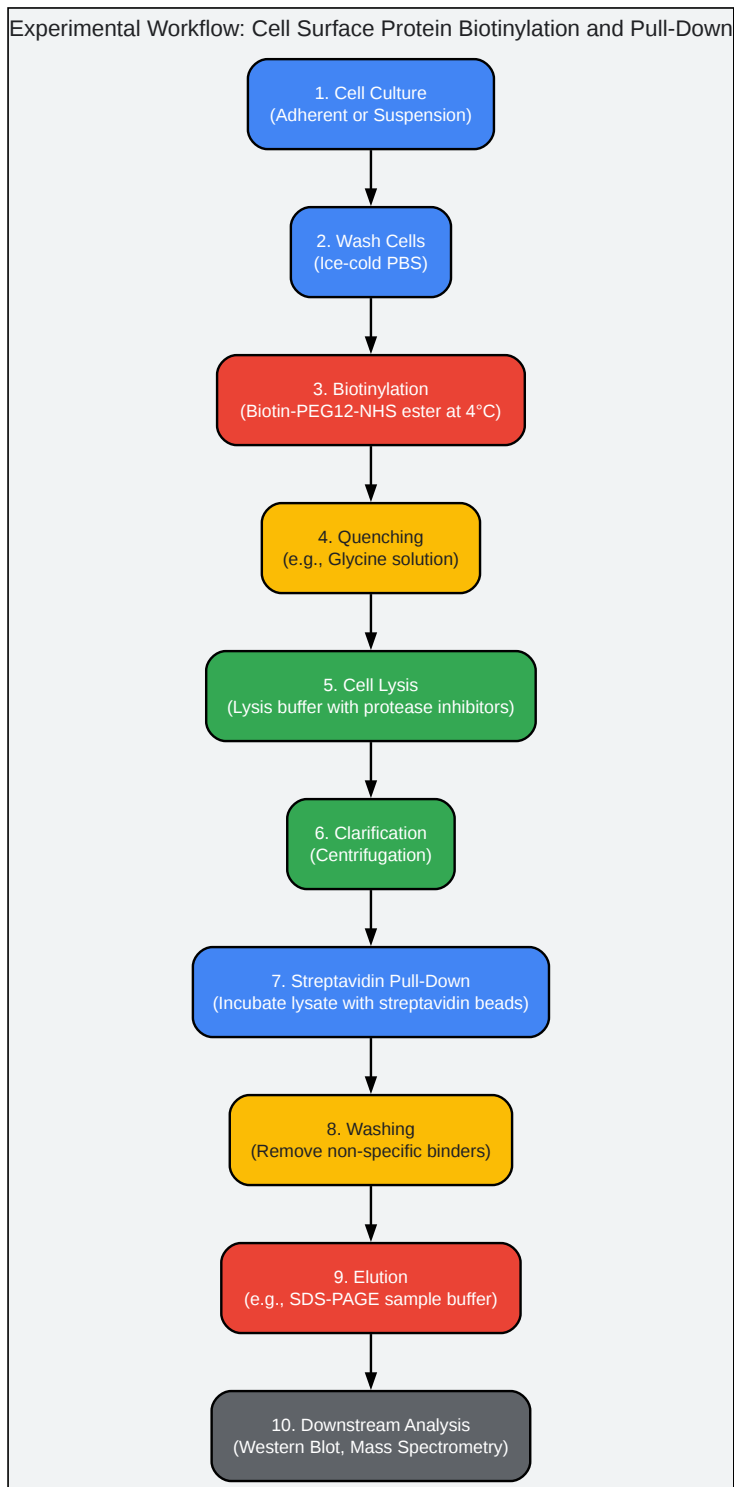 Experimental Workflow: Cell Surface Protein Biotinylation and Pull-Down
1. Cell Culture
(Adherent or Suspension)
2. Wash Cells
(Ice-cold PBS)
3. Biotinylation
(Biotin-PEG12-NHS ester at 4°C)
4. Quenching
(e.g., Glycine solution)
5. Cell Lysis
(Lysis buffer with protease inhibitors)
6. Clarification
(Centrifugation)
7. Streptavidin Pull-Down
(Incubate lysate with streptavidin beads)
8. Washing
(Remove non-specific binders)
9. Elution
(e.g., SDS-PAGE sample buffer)
10. Downstream Analysis
(Western Blot, Mass Spectrometry)